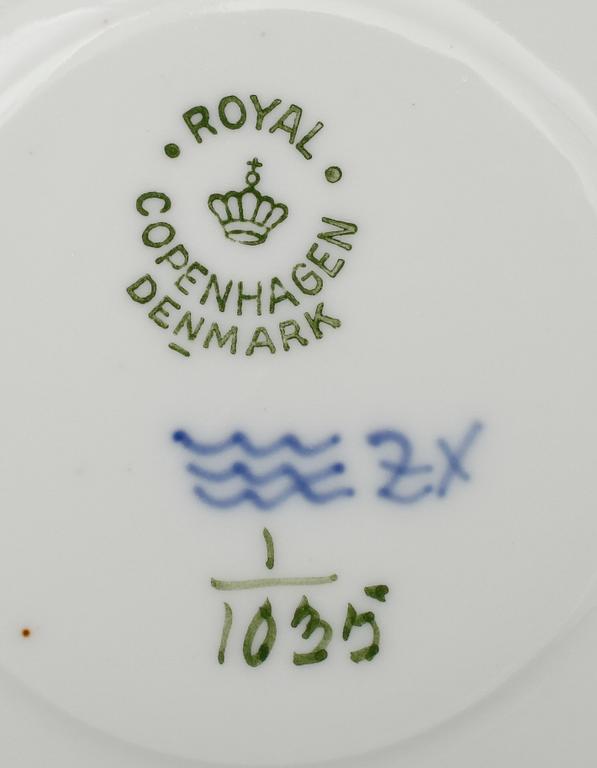 ROYAL
COPENHAGEN
DENMARK
ZX
1
1035